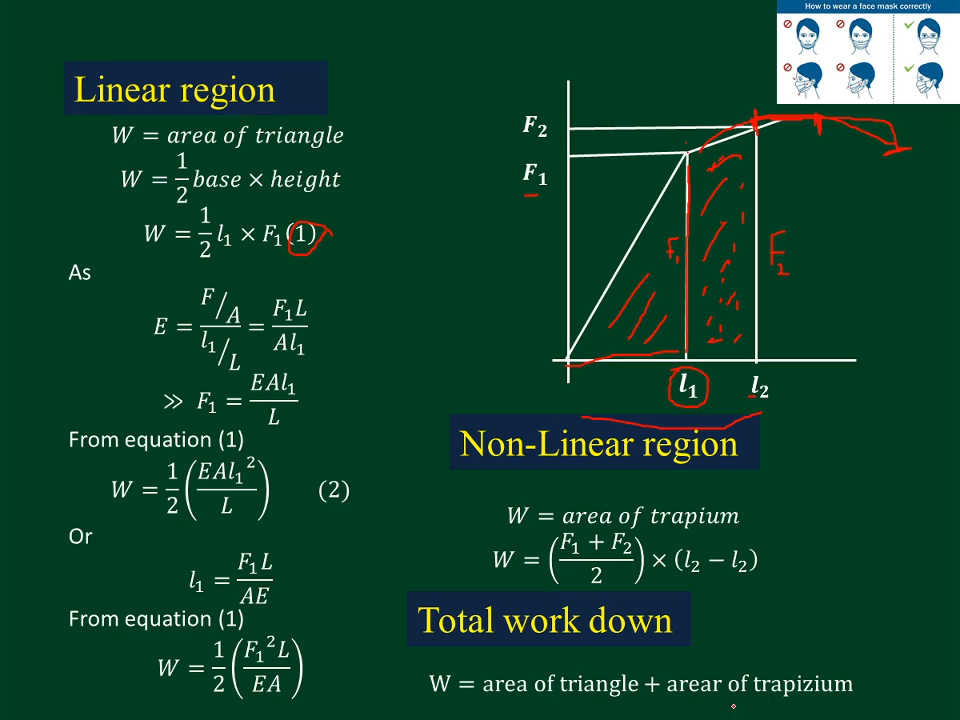 How to wear a face mask correctly
Linear region
W = area of triangle
W = 1/2 base × height
W = 1/2 l₁ × F₁(1)
As
E = (F/A)/(l₁/L) = F₁L/Al₁
≫ F₁ = EAl₁/L
From equation (1)
W = 1/2 (EAl₁²/L) (2)
Or
l₁ = F₁L/AE
From equation (1)
W = 1/2 (F₁²L/EA)
F₂
F₁
F₁
F₂
l₁
l₂
Non-Linear region
W = area of trapium
W = ((F₁ + F₂)/2) × (l₂ − l₂)
Total work down
W = area of triangle + arear of trapizium